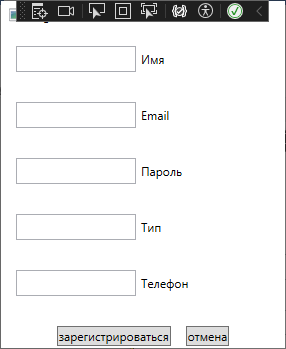 Имя
Email
Пароль
Тип
Телефон
зарегистрироваться отмена